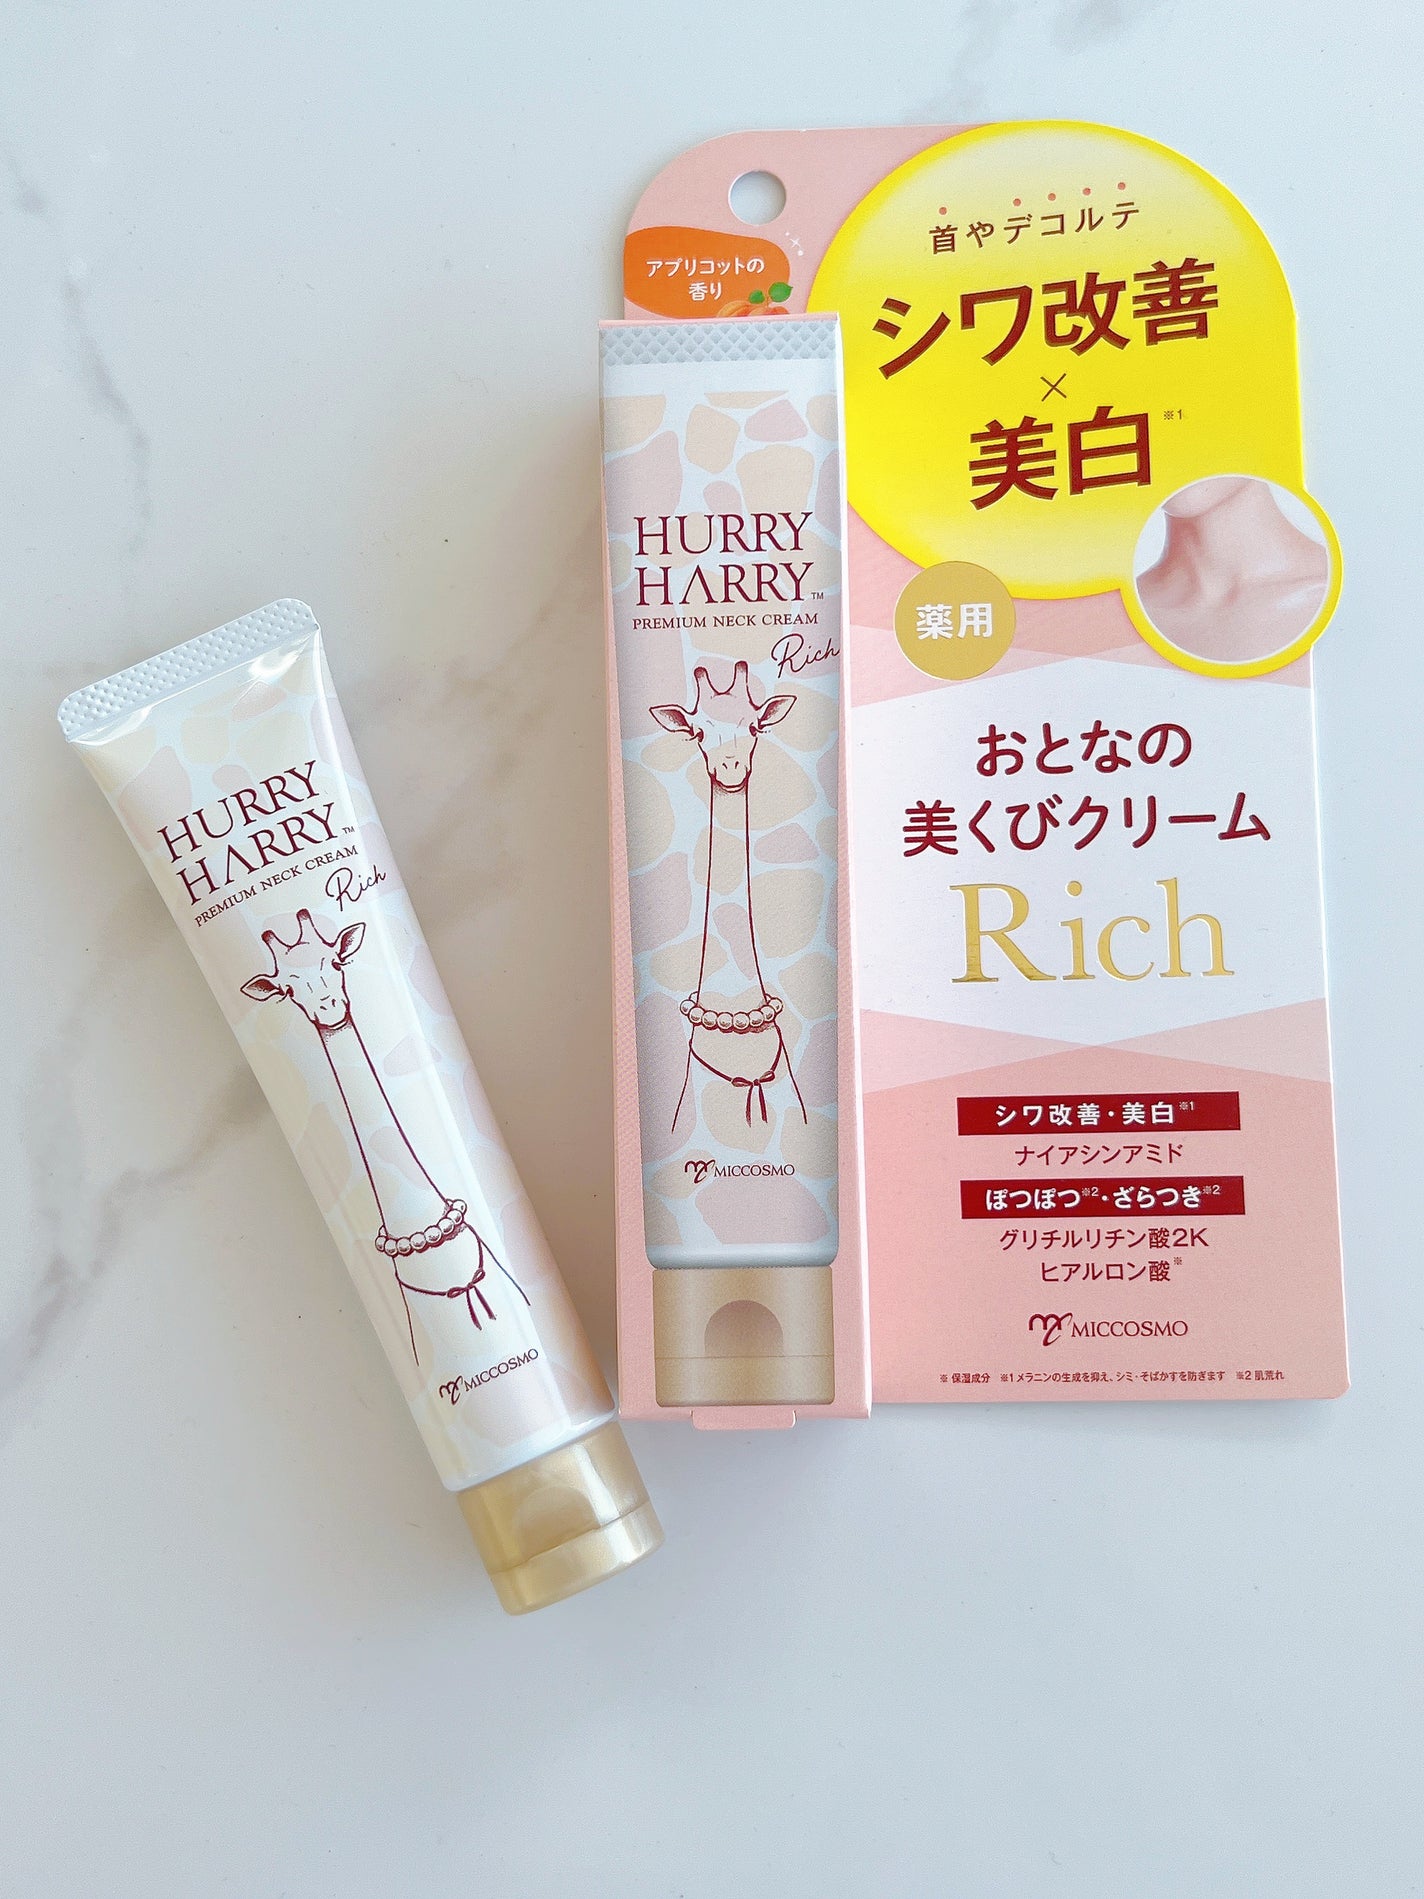 アプリコットの
香り
首やデコルテ
シワ改善
×
美白※1
薬用
おとなの
美くびクリーム
Rich
シワ改善・美白※1
ナイアシンアミド
ぽつぽつ※2・ざらつき※2
グリチルリチン酸2K
ヒアルロン酸※
MICCOSMO
※ 保湿成分 ※1メラニンの生成を抑え、シミ・そばかすを防ぎます ※2 肌荒れ
HURRY
HARRY™
PREMIUM NECK CREAM
Rich
MICCOSMO
HURRY
HARRY™
PREMIUM NECK CREAM
Rich
MICCOSMO